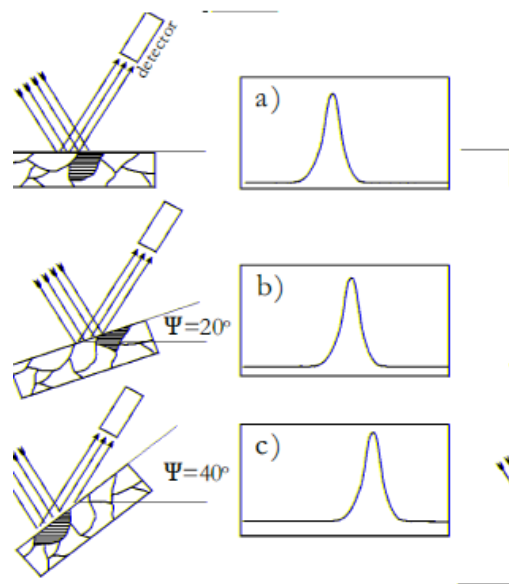 detector
a)
b)
Ψ=20°
c)
Ψ=40°